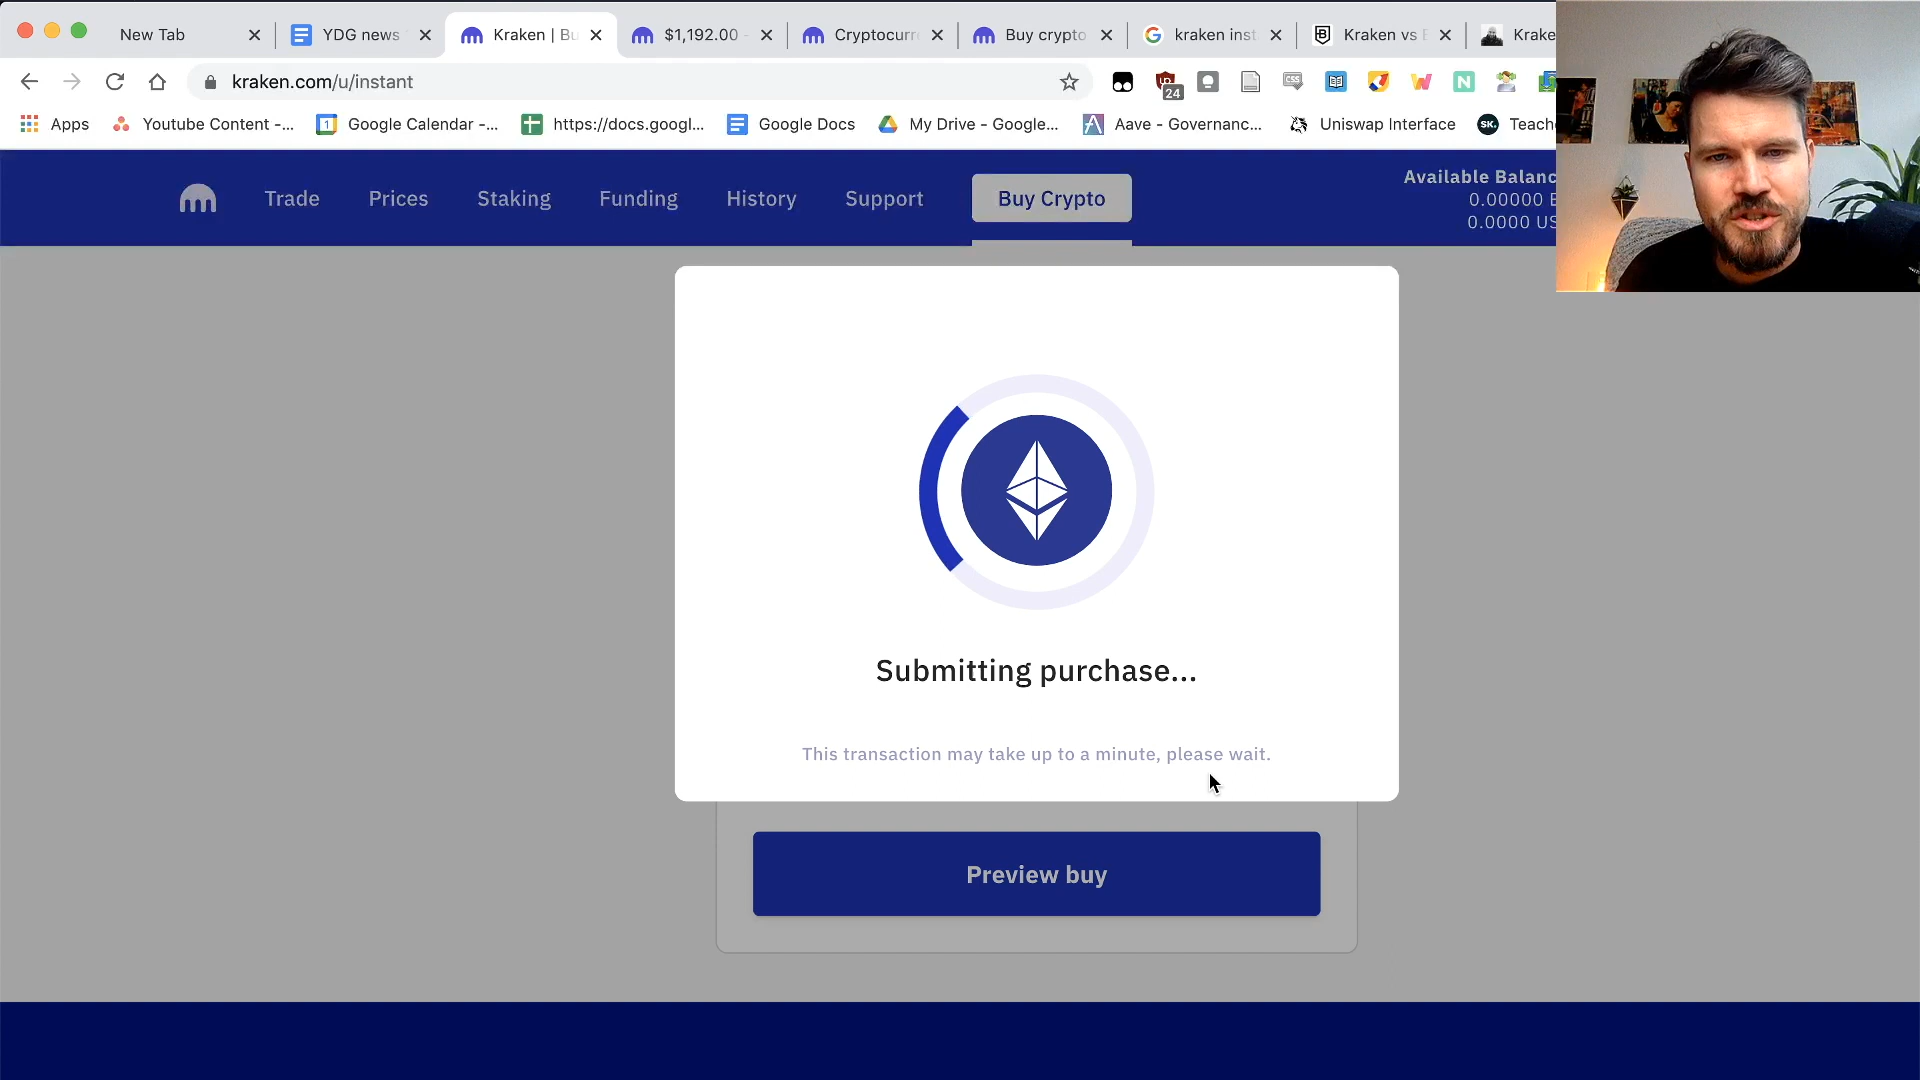 New Tab
YDG news
Kraken | Bu
$1,192.00 -
Cryptocurr
Buy crypto
kraken inst
Kraken vs
Krake
kraken.com/u/instant
24
Apps
Youtube Content -...
1
Google Calendar -...
https://docs.googl...
Google Docs
My Drive - Google...
Aave - Governanc...
Uniswap Interface
SK.
Teach
Trade
Prices
Staking
Funding
History
Support
Buy Crypto
Available Balanc
0.00000
0.0000 US
Submitting purchase...
This transaction may take up to a minute, please wait.
Preview buy